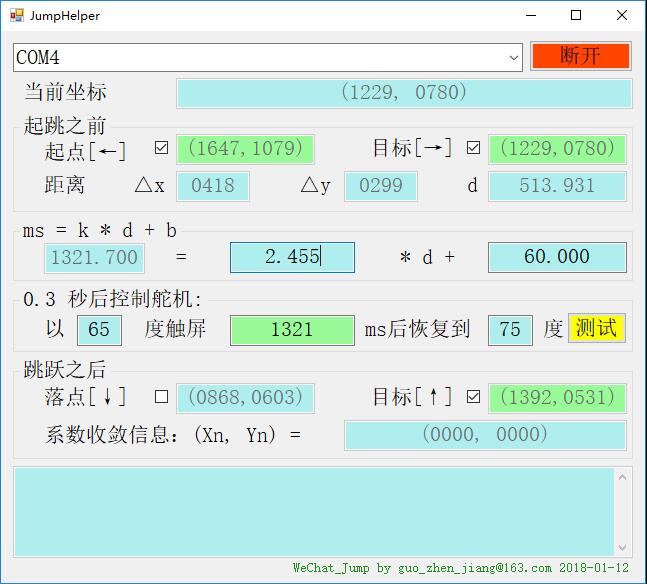 JumpHelper
COM4 断开
当前坐标 (1229, 0780)
起跳之前
起点[←] (1647,1079) 目标[→] (1229,0780)
距离 △x 0418 △y 0299 d 513.931
ms = k * d + b
1321.700 = 2.455 * d + 60.000
0.3 秒后控制舵机:
以 65 度触屏 1321 ms后恢复到 75 度 测试
跳跃之后
落点[↓] (0868,0603) 目标[↑] (1392,0531)
系数收敛信息: (Xn, Yn) = (0000, 0000)
WeChat_Jump by guo_zhen_jiang@163.com 2018-01-12